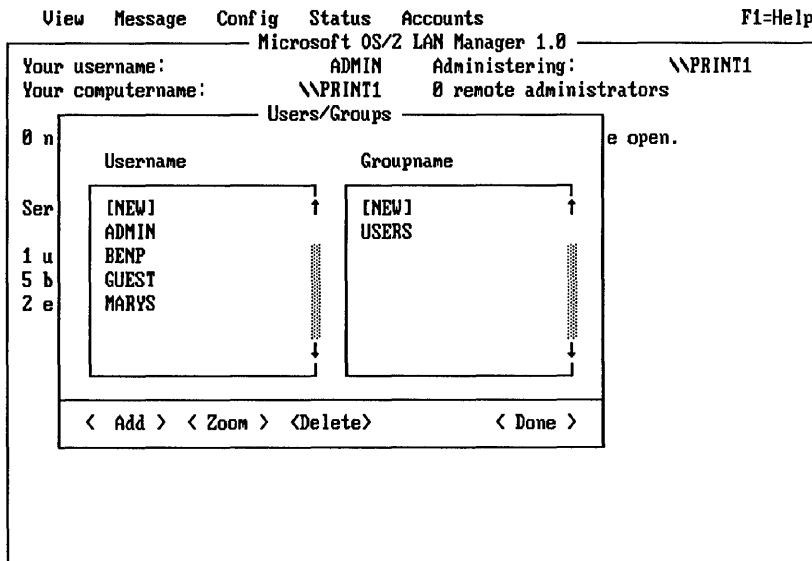 View Message Config Status Accounts F1=Help
Microsoft OS/2 LAN Manager 1.0
Your username: ADMIN Administering: \\PRINT1
Your computername: \\PRINT1 0 remote administrators
Users/Groups
0 n e open.
Username Groupname
Ser [NEW] ↑ [NEW] ↑
ADMIN USERS
1 u BENP
5 b GUEST
2 e MARYS
↓ ↓
< Add > < Zoom > <Delete> < Done >